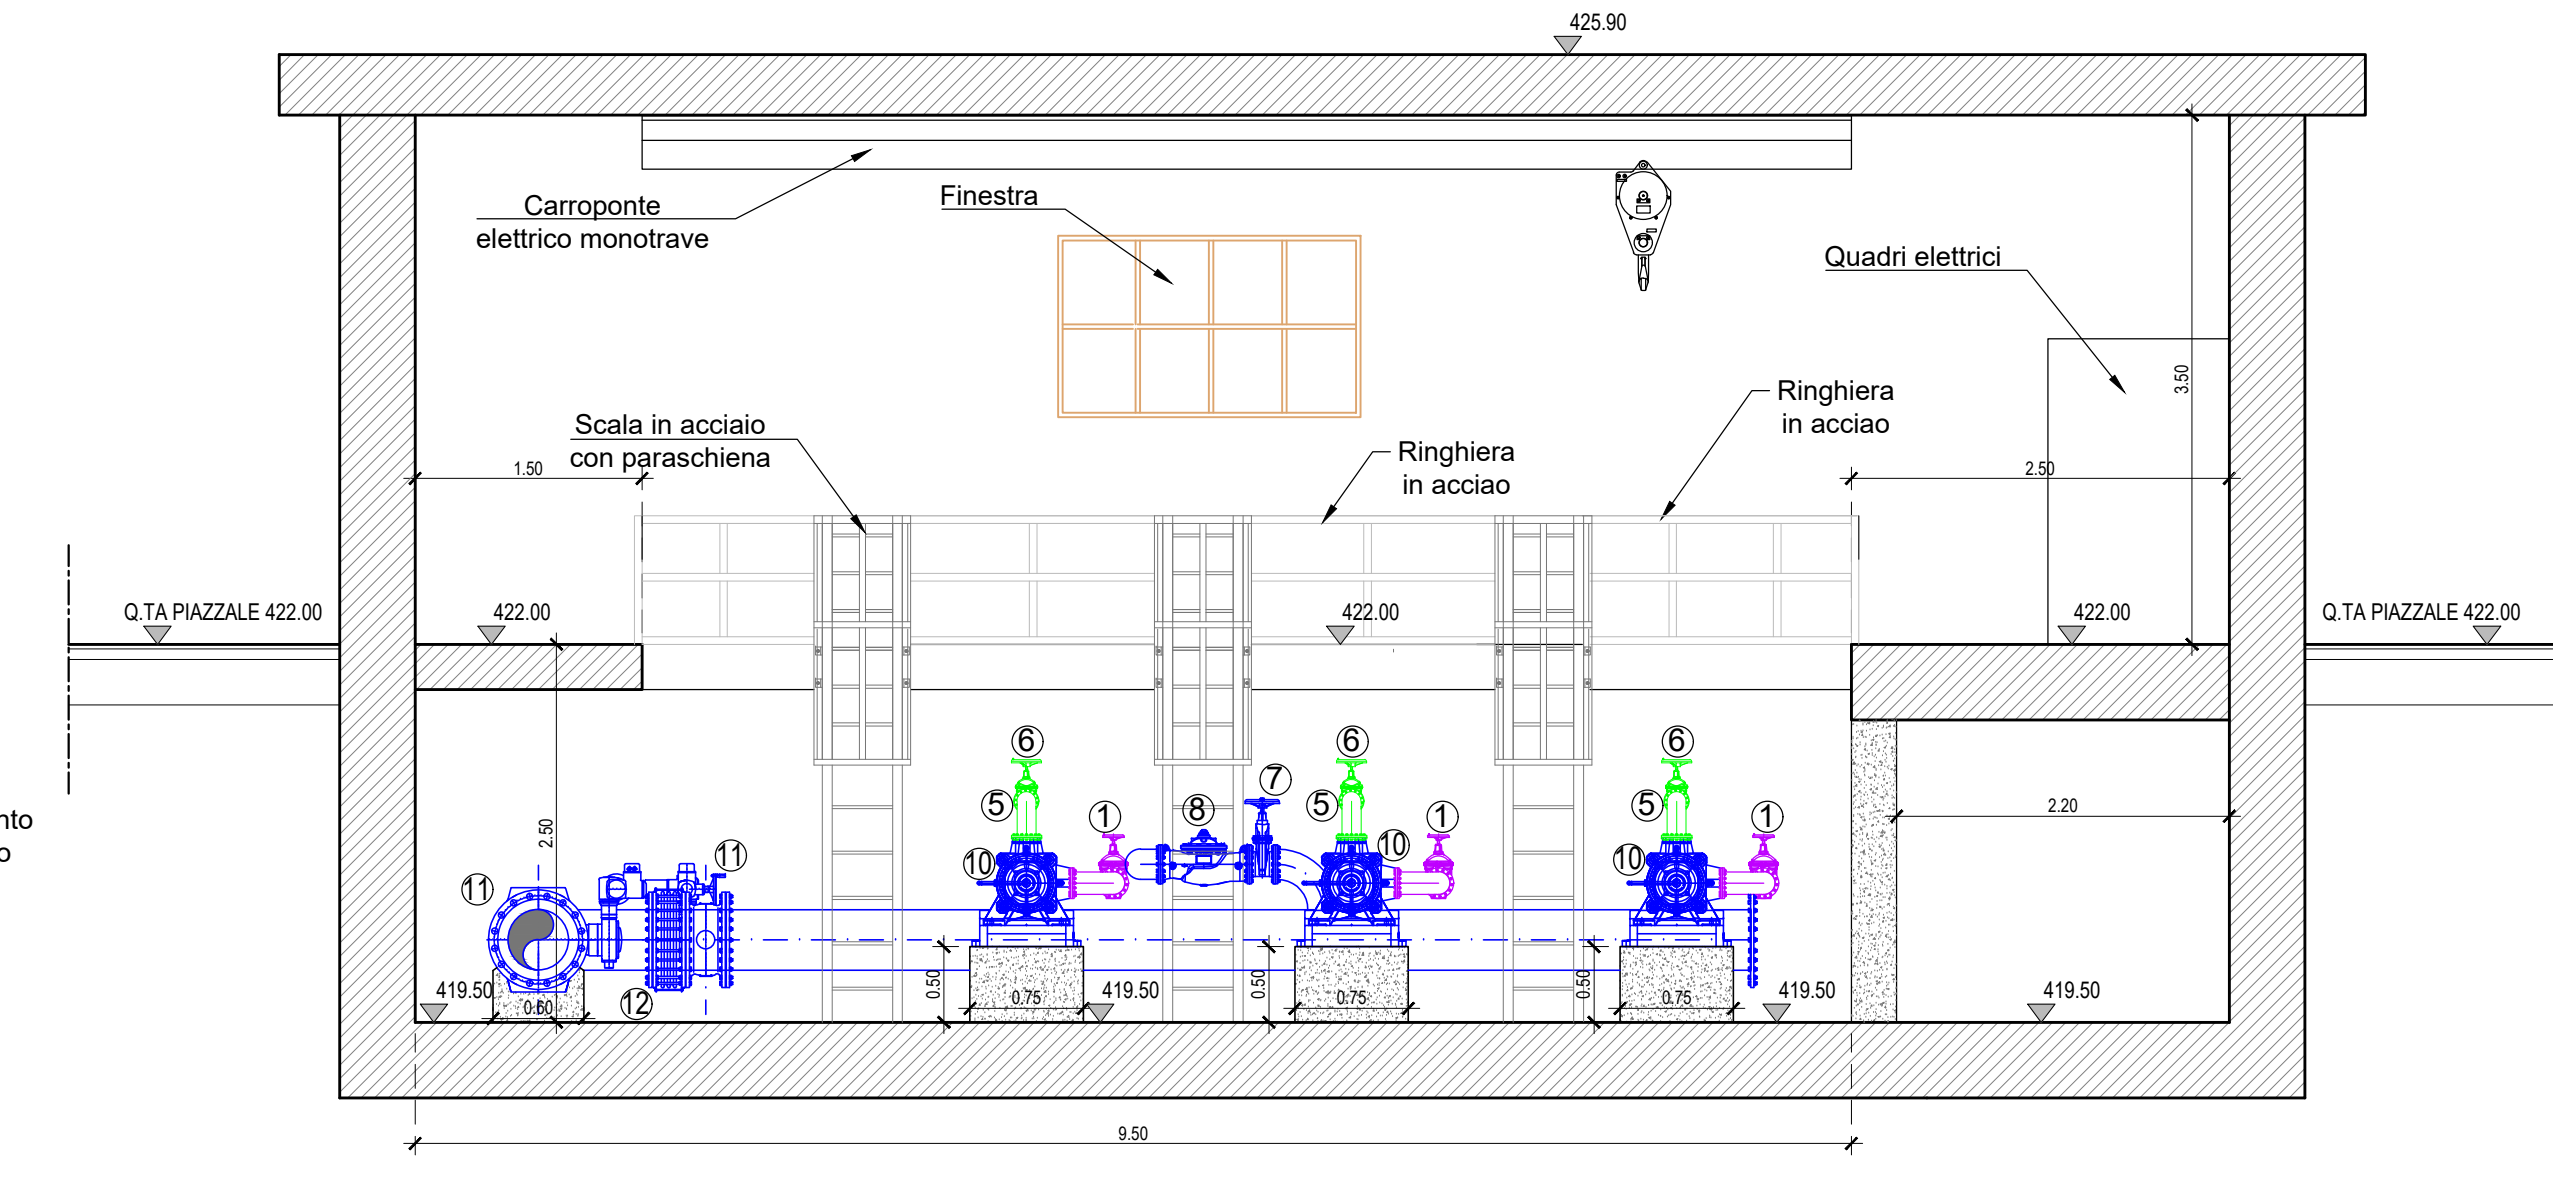 425.90
Carroponte
elettrico monotrave
Finestra
Quadri elettrici
3.50
Ringhiera
in acciao
Scala in acciaio
con paraschiena
Ringhiera
in acciao
1.50
2.50
Q.TA PIAZZALE 422.00
422.00
422.00
422.00
Q.TA PIAZZALE 422.00
6
6
6
7
5
8
5
5
1
1
1
2.20
nto
o
2.50
10
10
10
11
11
12
419.50
0.60
0.50
0.75
419.50
0.50
0.75
0.50
0.75
419.50
419.50
9.50